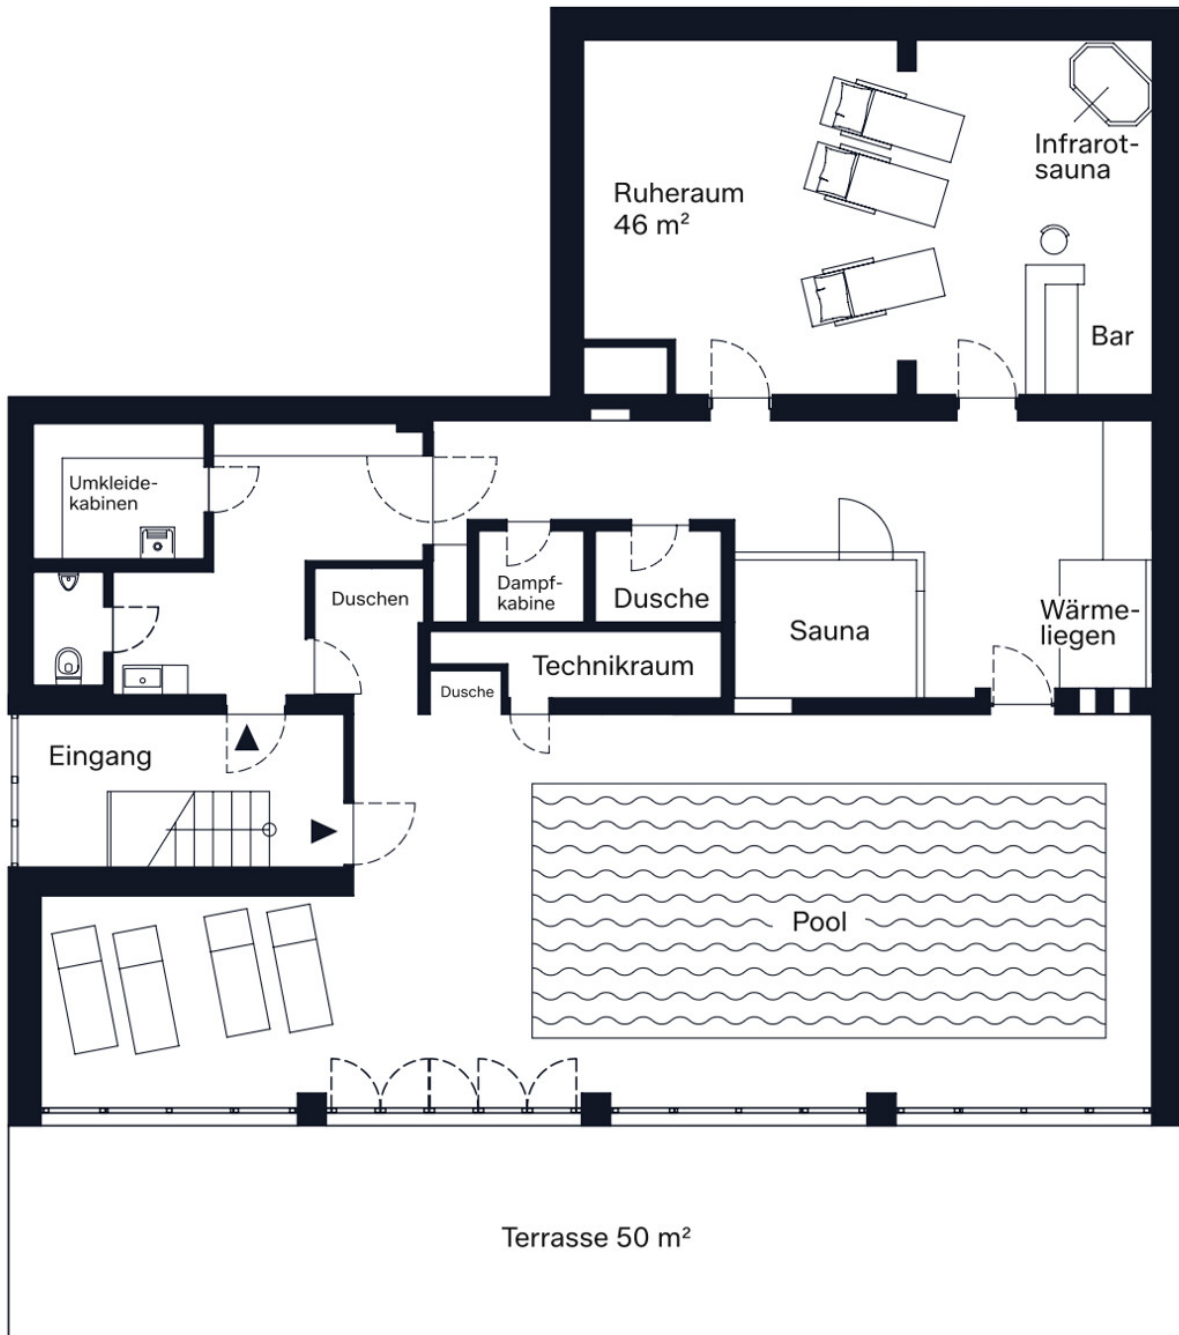 Infrarot-
sauna
Ruheraum
46 m²
Bar
Umkleide-
kabinen
Dampf-
kabine
Duschen
Dusche
Sauna
Wärme-
liegen
Technikraum
Dusche
Eingang
Pool
Terrasse 50 m²